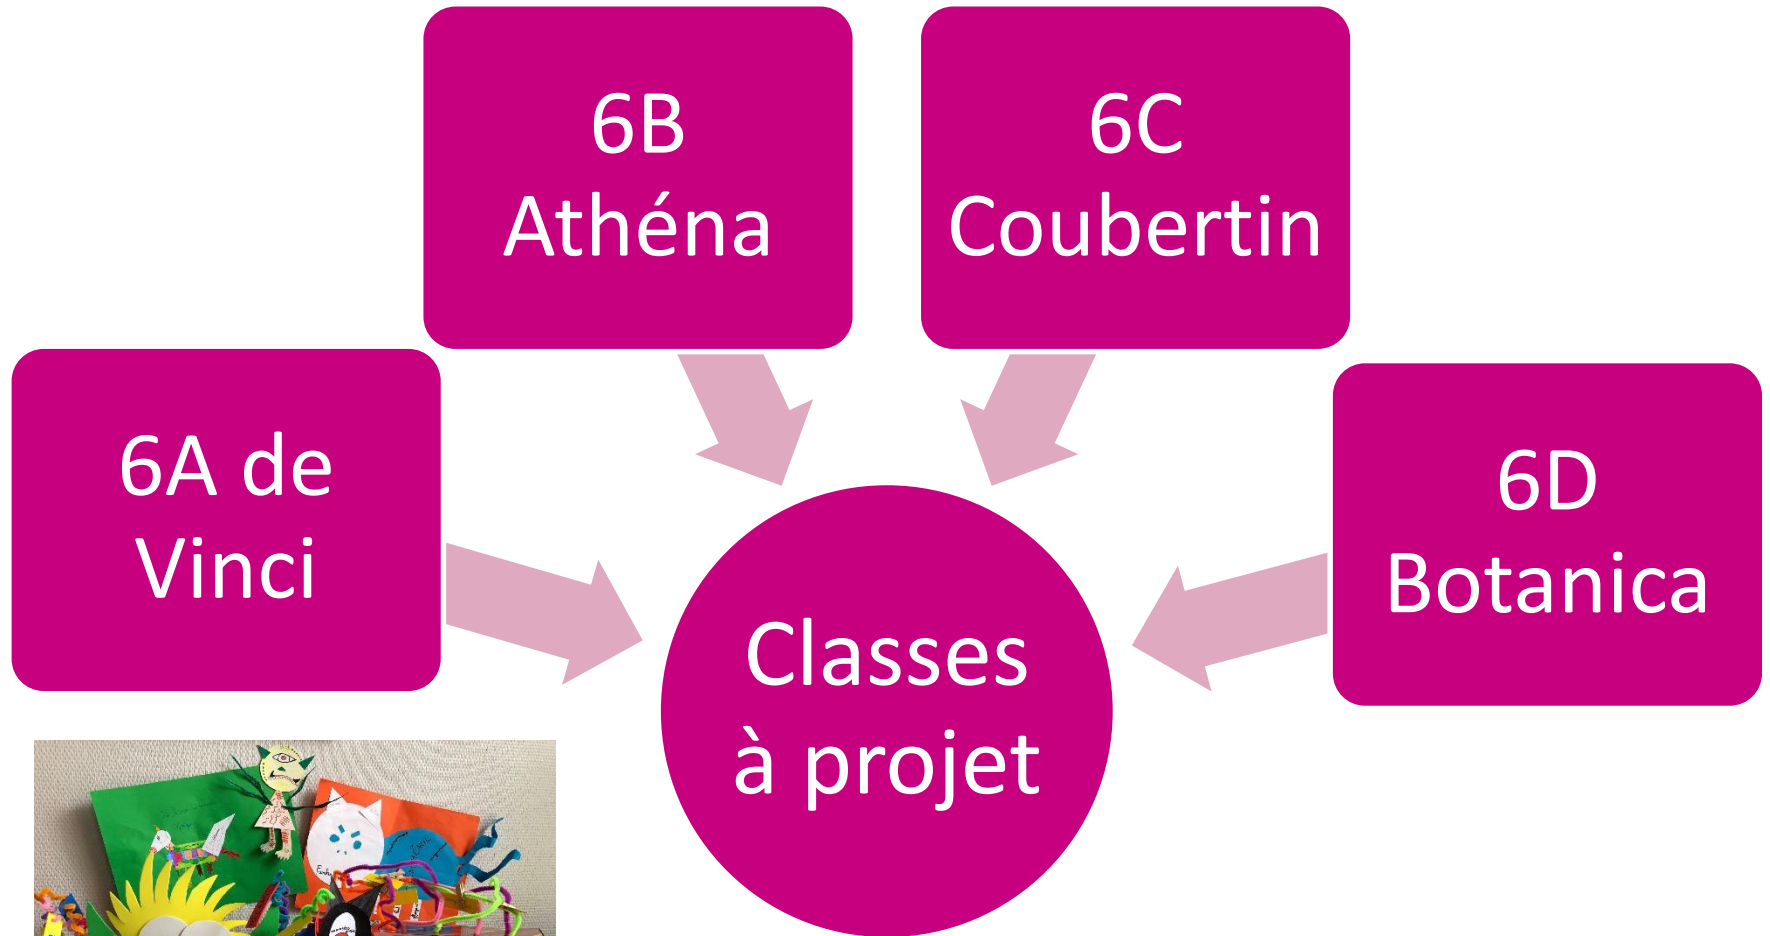 6B
Athéna
6C
Coubertin
6A de
Vinci
6D
Botanica
Classes
à projet